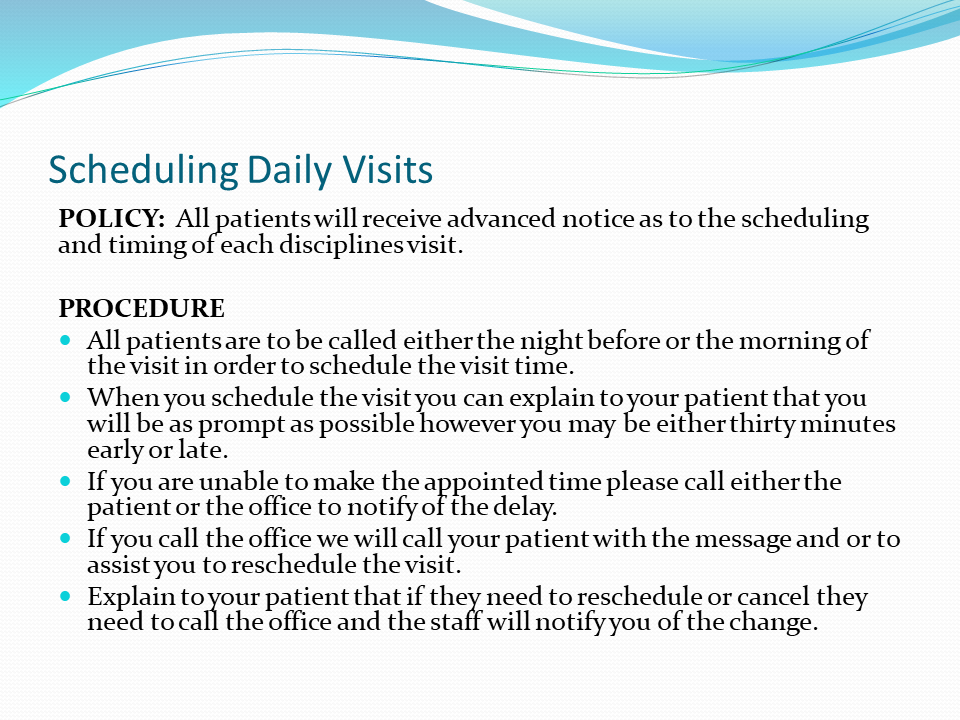 Scheduling Daily Visits
POLICY: All patients will receive advanced notice as to the scheduling
and timing of each disciplines visit.
PROCEDURE
All patients are to be called either the night before or the morning of
the visit in order to schedule the visit time.
When you schedule the visit you can explain to your patient that you
will be as prompt as possible however you may be either thirty minutes
early or late.
If you are unable to make the appointed time please call either the
patient or the office to notify of the delay.
If you call the office we will call your patient with the message and or to
assist you to reschedule the visit.
Explain to your patient that if they need to reschedule or cancel they
need to call the office and the staff will notify you of the change.